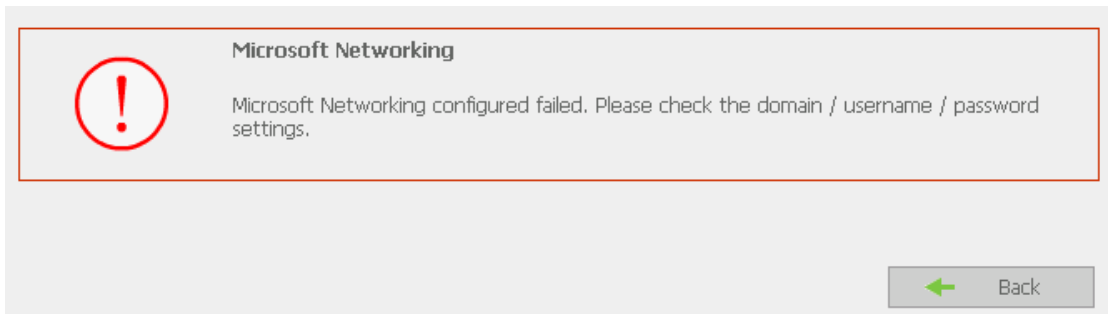 Microsoft Networking
Microsoft Networking configured failed. Please check the domain / username / password
settings.
Back